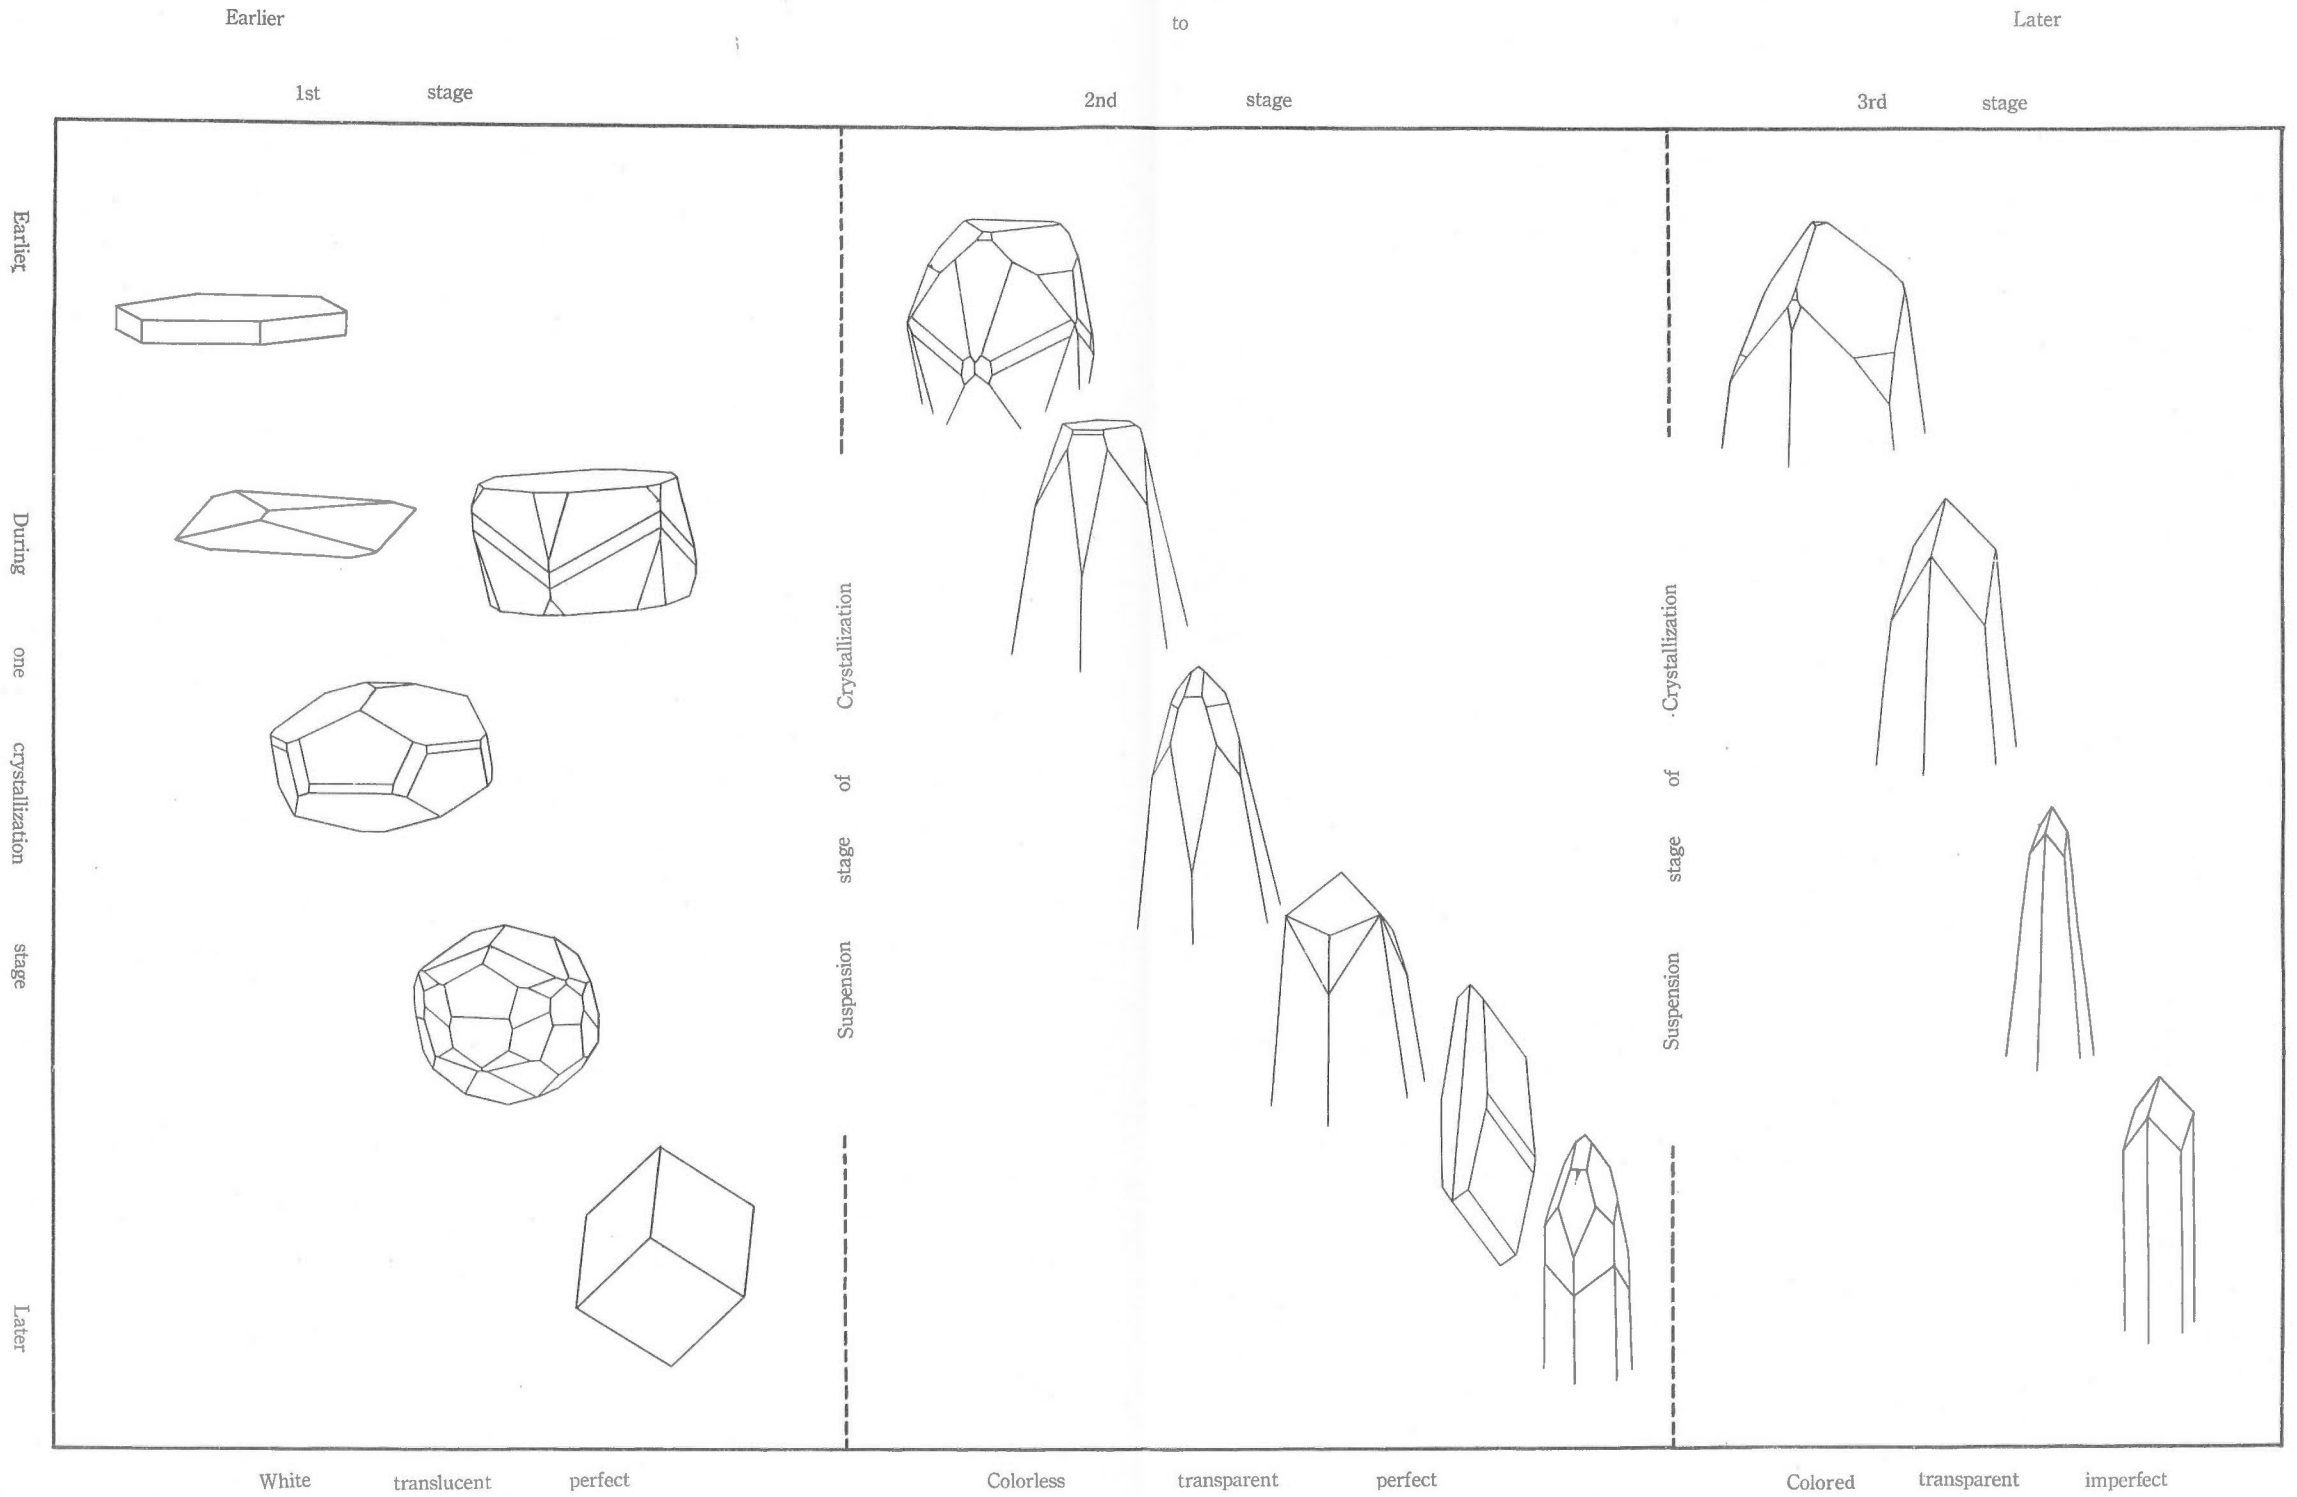 Earlier to Later
1st stage 2nd stage 3rd stage
Earlier
During one crystallization stage
Later
Suspension stage of Crystallization
Suspension stage of Crystallization
White translucent perfect
Colorless transparent perfect
Colored transparent imperfect